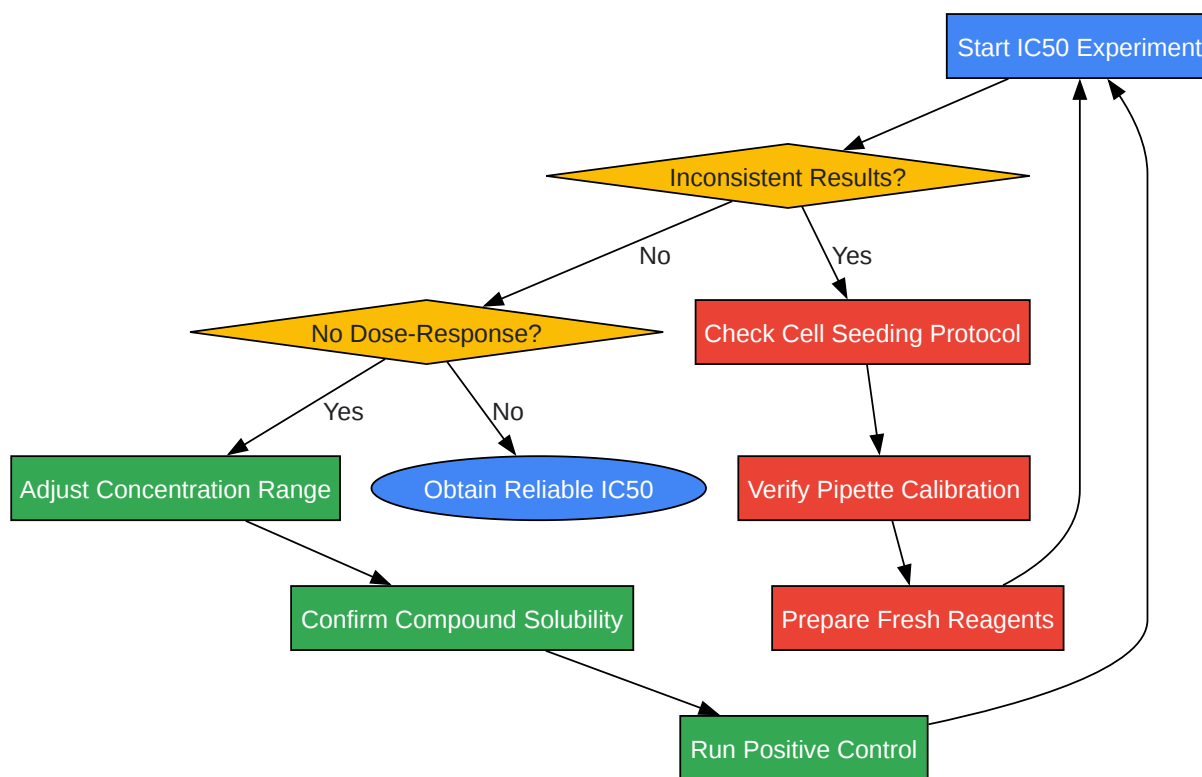 Start IC50 Experiment
Inconsistent Results?
No
Yes
No Dose-Response?
Check Cell Seeding Protocol
Yes
No
Adjust Concentration Range
Obtain Reliable IC50
Verify Pipette Calibration
Confirm Compound Solubility
Prepare Fresh Reagents
Run Positive Control